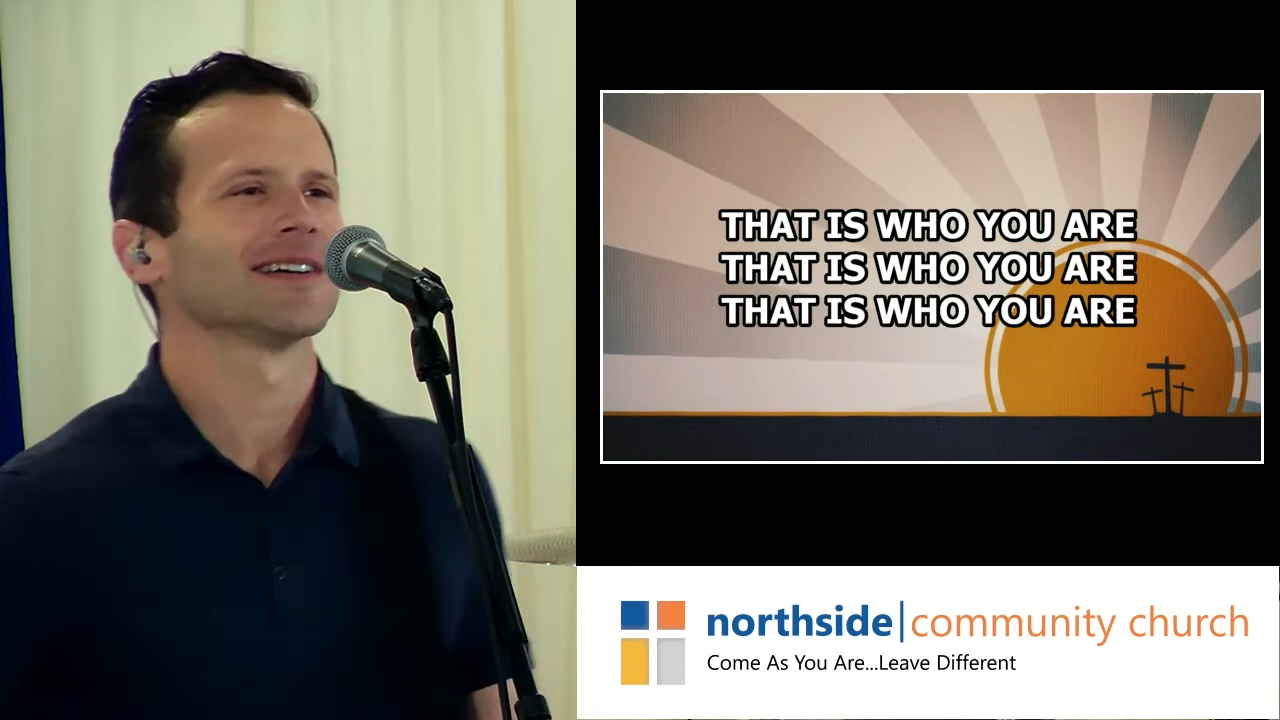 THAT IS WHO YOU ARE
THAT IS WHO YOU ARE
THAT IS WHO YOU ARE
northside|community church
Come As You Are...Leave Different